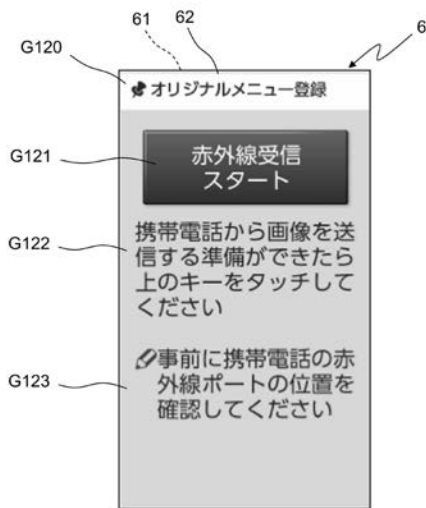 61
62
6
G120
オリジナルメニュー登録
G121
赤外線受信
スタート
G122
携帯電話から画像を送
信する準備ができたら
上のキーをタッチして
ください
G123
事前に携帯電話の赤
外線ポートの位置を
確認してください